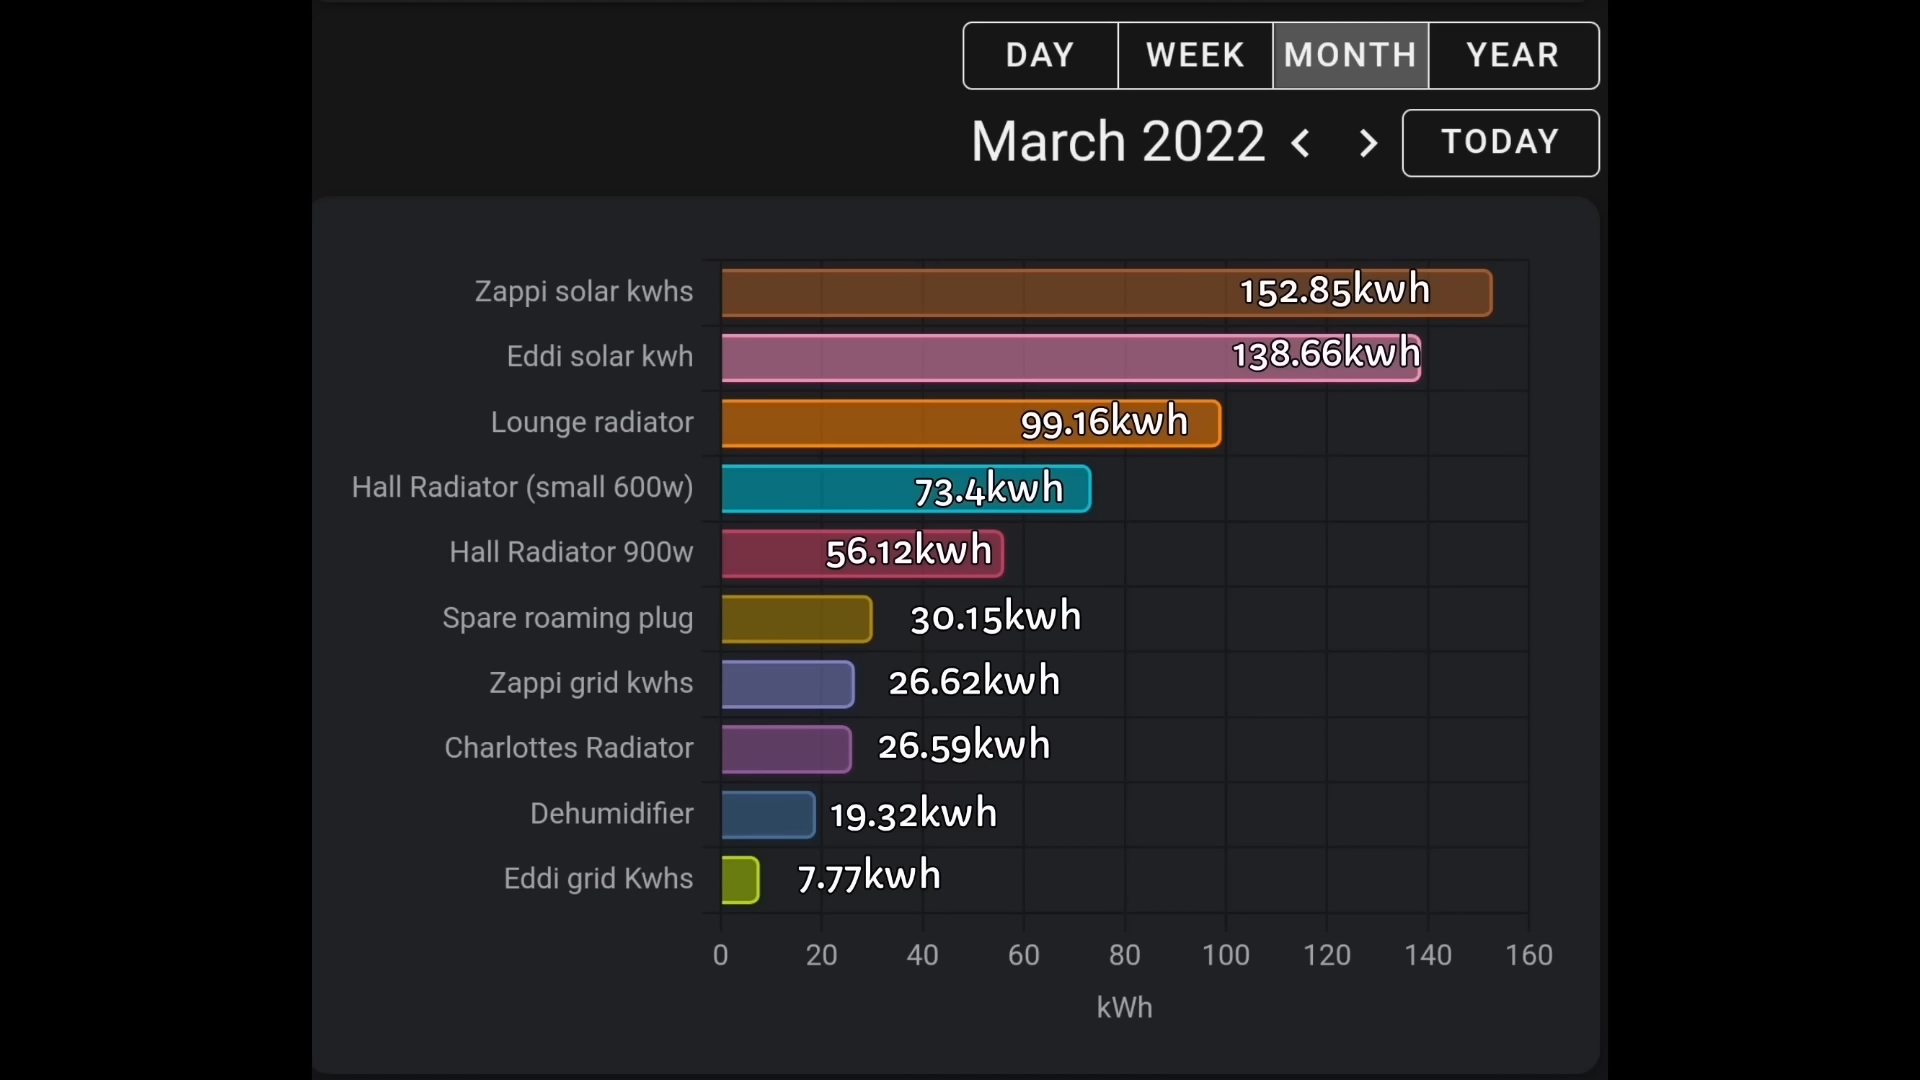 DAY WEEK MONTH YEAR
March 2022 < > TODAY
Zappi solar kwhs 152.85kwh
Eddi solar kwh 138.66kwh
Lounge radiator 99.16kwh
Hall Radiator (small 600w) 73.4kwh
Hall Radiator 900w 56.12kwh
Spare roaming plug 30.15kwh
Zappi grid kwhs 26.62kwh
Charlottes Radiator 26.59kwh
Dehumidifier 19.32kwh
Eddi grid Kwhs 7.77kwh
0 20 40 60 80 100 120 140 160
kWh